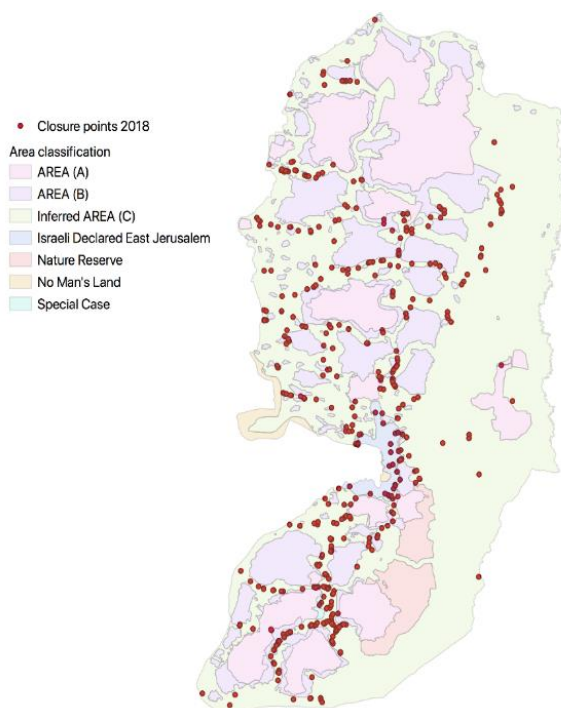 Closure points 2018
Area classification
AREA (A)
AREA (B)
Inferred AREA (C)
Israeli Declared East Jerusalem
Nature Reserve
No Man's Land
Special Case